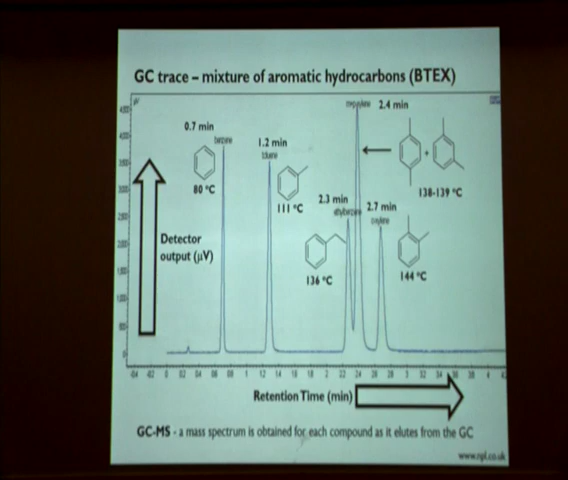 GC trace – mixture of aromatic hydrocarbons (BTEX)
2.4 min
0.7 min
benzene
1.2 min
toluene
138-139 °C
80 °C
111 °C
2.3 min
ethylbenzene
2.7 min
o-xylene
Detector
output (µV)
136 °C
144 °C
Retention Time (min)
GC-MS - a mass spectrum is obtained for each compound as it elutes from the GC
www.npl.co.uk